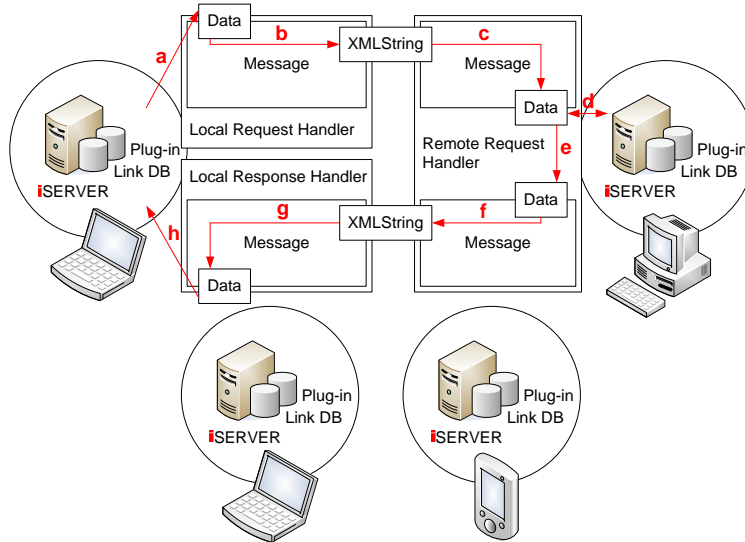 Data
a
b
XMLString
c
Message
Message
Data
d
Local Request Handler
Remote Request
Handler
e
Plug-in
Link DB
iSERVER
Plug-in
Link DB
iSERVER
Local Response Handler
Data
g
XMLString
f
h
Message
Message
Data
Plug-in
Link DB
iSERVER
Plug-in
Link DB
iSERVER